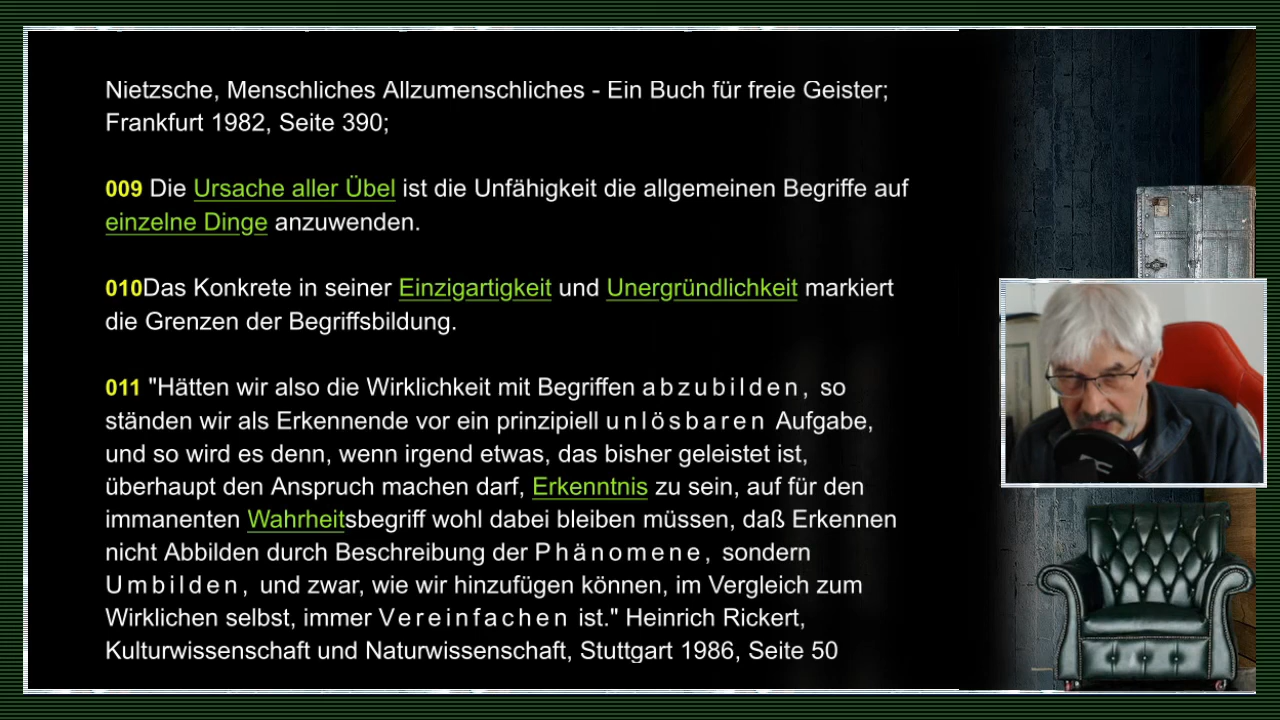 Nietzsche, Menschliches Allzumenschliches - Ein Buch für freie Geister;
Frankfurt 1982, Seite 390;
009 Die Ursache aller Übel ist die Unfähigkeit die allgemeinen Begriffe auf
einzelne Dinge anzuwenden.
010Das Konkrete in seiner Einzigartigkeit und Unergründlichkeit markiert
die Grenzen der Begriffsbildung.
011 "Hätten wir also die Wirklichkeit mit Begriffen abzubilden, so
ständen wir als Erkennende vor ein prinzipiell unlösbaren Aufgabe,
und so wird es denn, wenn irgend etwas, das bisher geleistet ist,
überhaupt den Anspruch machen darf, Erkenntnis zu sein, auf für den
immanenten Wahrheitsbegriff wohl dabei bleiben müssen, daß Erkennen
nicht Abbilden durch Beschreibung der Phänomene, sondern
Umbilden, und zwar, wie wir hinzufügen können, im Vergleich zum
Wirklichen selbst, immer Vereinfachen ist." Heinrich Rickert,
Kulturwissenschaft und Naturwissenschaft, Stuttgart 1986, Seite 50